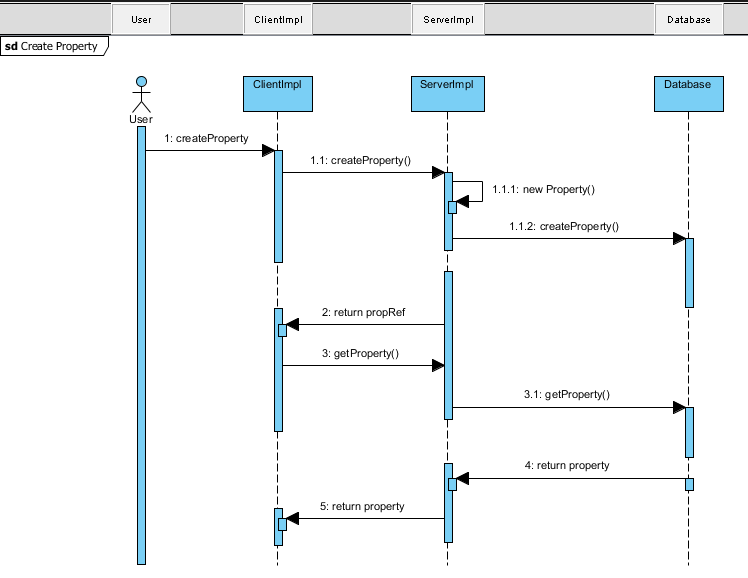 User ClientImpl ServerImpl Database
sd Create Property
ClientImpl ServerImpl Database
User
1: createProperty
1.1: createProperty()
1.1.1: new Property()
1.1.2: createProperty()
2: return propRef
3: getProperty()
3.1: getProperty()
4: return property
5: return property